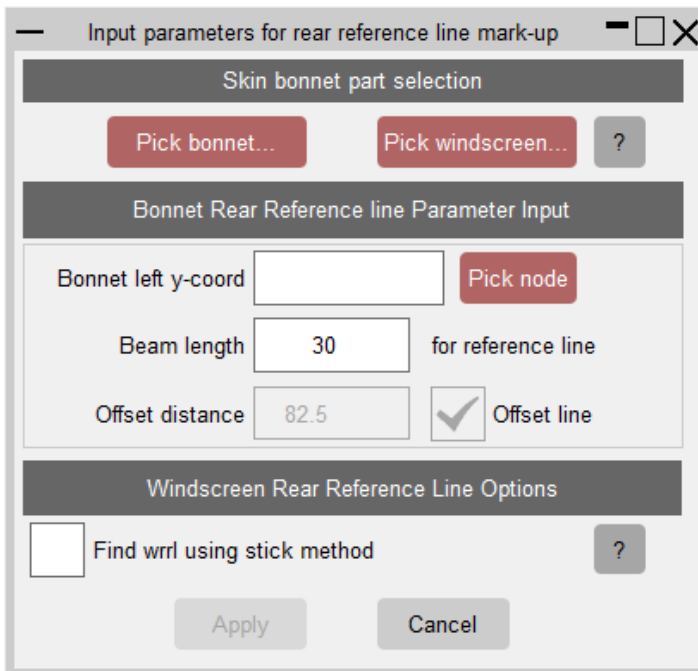 Input parameters for rear reference line mark-up
Skin bonnet part selection
Pick bonnet... Pick windscreen... ?
Bonnet Rear Reference line Parameter Input
Bonnet left y-coord Pick node
Beam length 30 for reference line
Offset distance 82.5 Offset line
Windscreen Rear Reference Line Options
Find wrrl using stick method ?
Apply Cancel